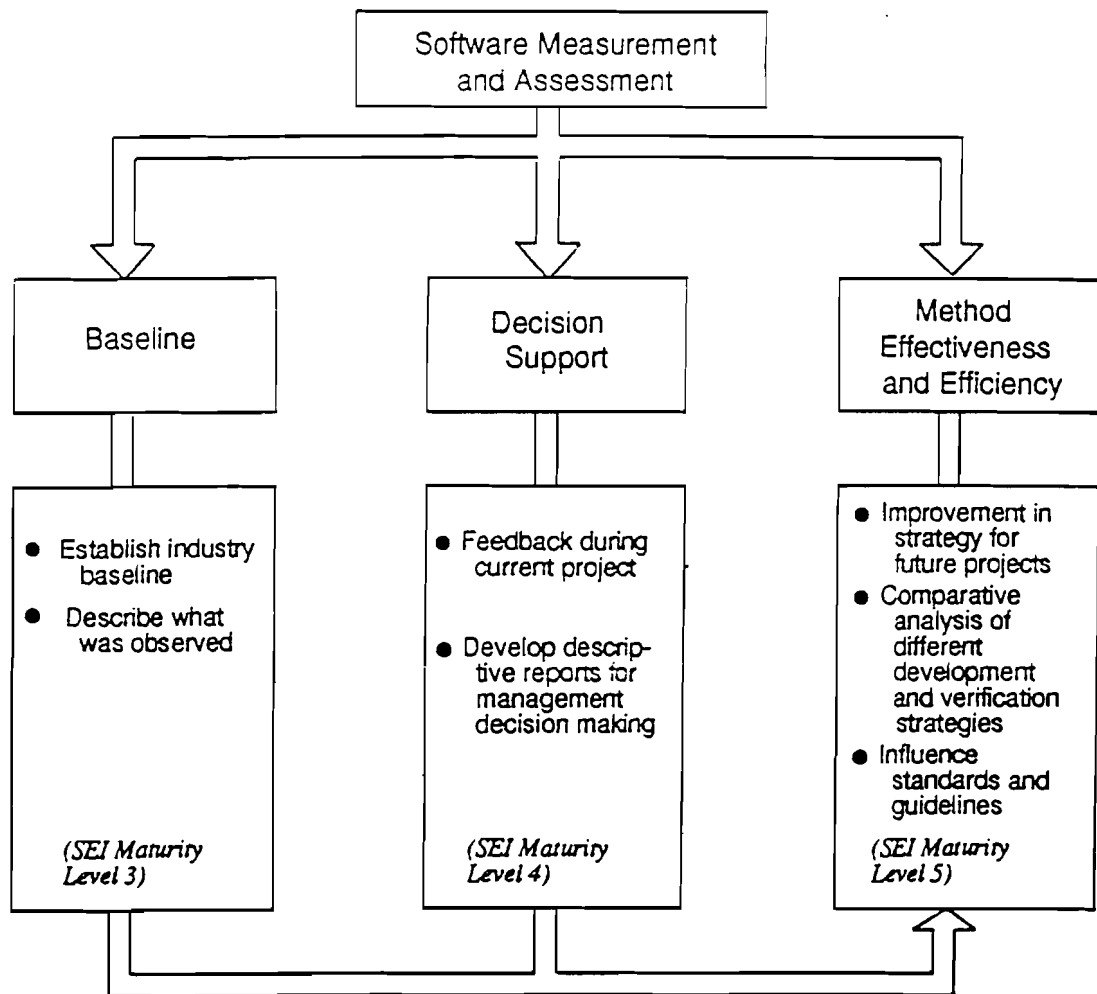 Software Measurement
and Assessment
Baseline
Decision
Support
Method
Effectiveness
and Efficiency
● Establish industry
baseline
● Describe what
was observed
(SEI Maturity
Level 3)
● Feedback during
current project
● Develop descrip-
tive reports for
management
decision making
(SEI Maturity
Level 4)
● Improvement in
strategy for
future projects
● Comparative
analysis of
different
development
and verification
strategies
● Influence
standards and
guidelines
(SEI Maturity
Level 5)